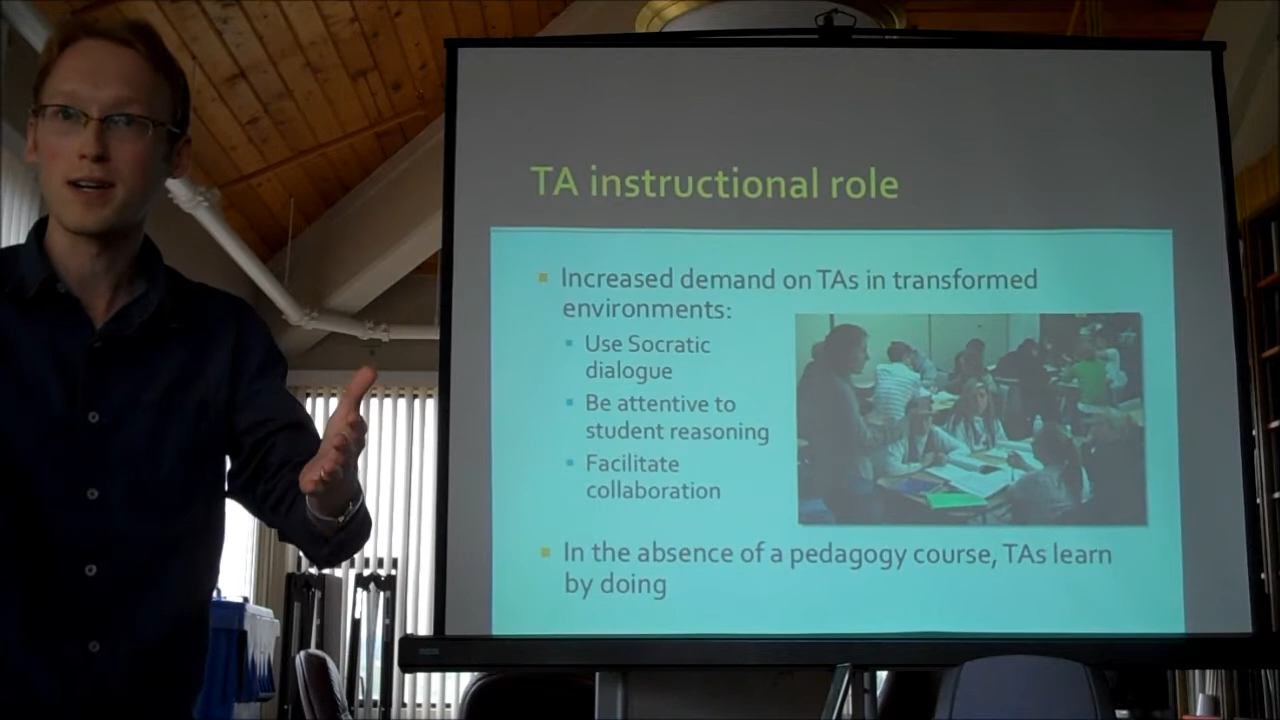 TA instructional role
Increased demand on TAs in transformed
environments:
Use Socratic
dialogue
Be attentive to
student reasoning
Facilitate
collaboration
In the absence of a pedagogy course, TAs learn
by doing